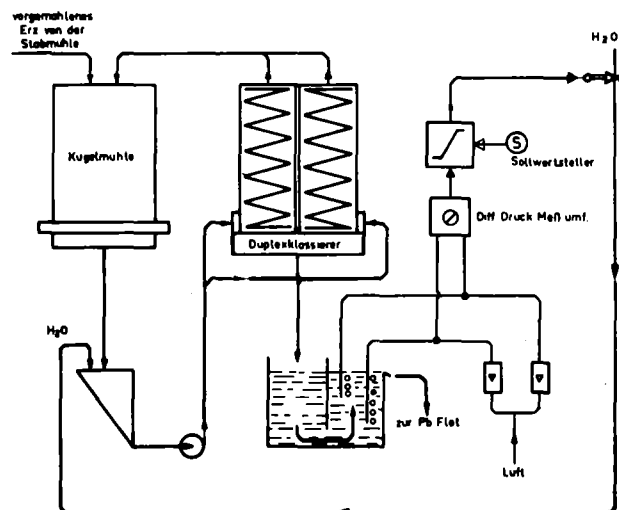 vorgemahlenes
Erz von der
Stabmühle
H₂O
Kugelmühle
S
Sollwertsteller
Diff Druck Meß umf.
Duplexklassierer
H₂O
zur Pb Flot
Luft